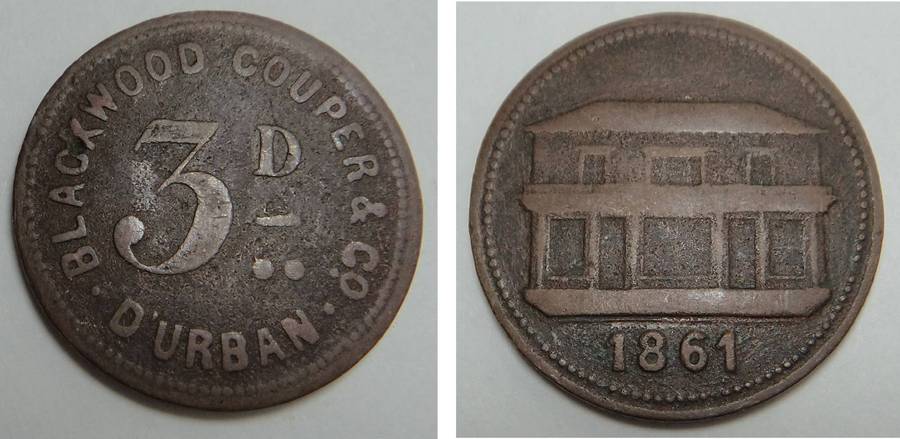 BLACKWOOD COUPER & CO.
3D
· D'URBAN ·
1861